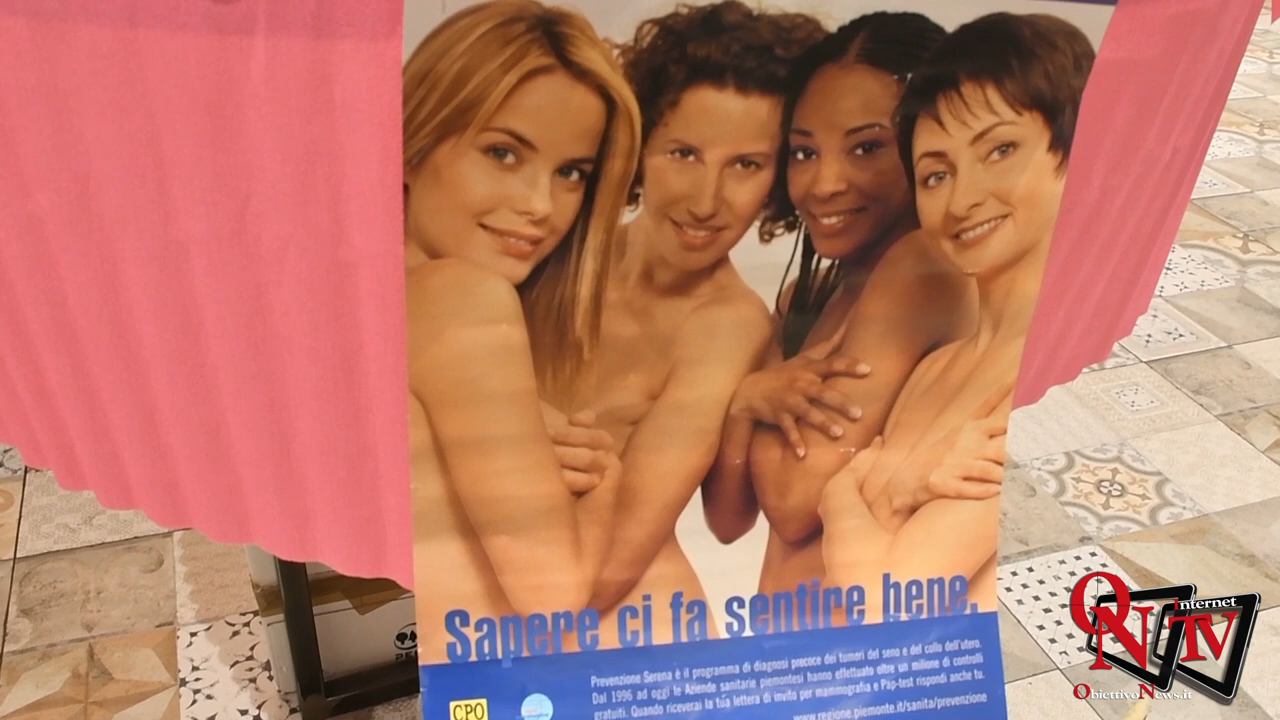 Sapere ci fa sentire bene.
Prevenzione Serena è il programma di diagnosi precoce dei tumori del seno e del collo dell'utero.
Dal 1996 ad oggi le Aziende sanitarie piemontesi hanno effettuato oltre un milione di controlli
gratuiti. Quando riceverai la tua lettera di invito per mammografia e Pap-test rispondi anche tu.
www.regione.piemonte.it/sanita/prevenzione
CPO
Internet
QN TV
ObiettivoNews.it